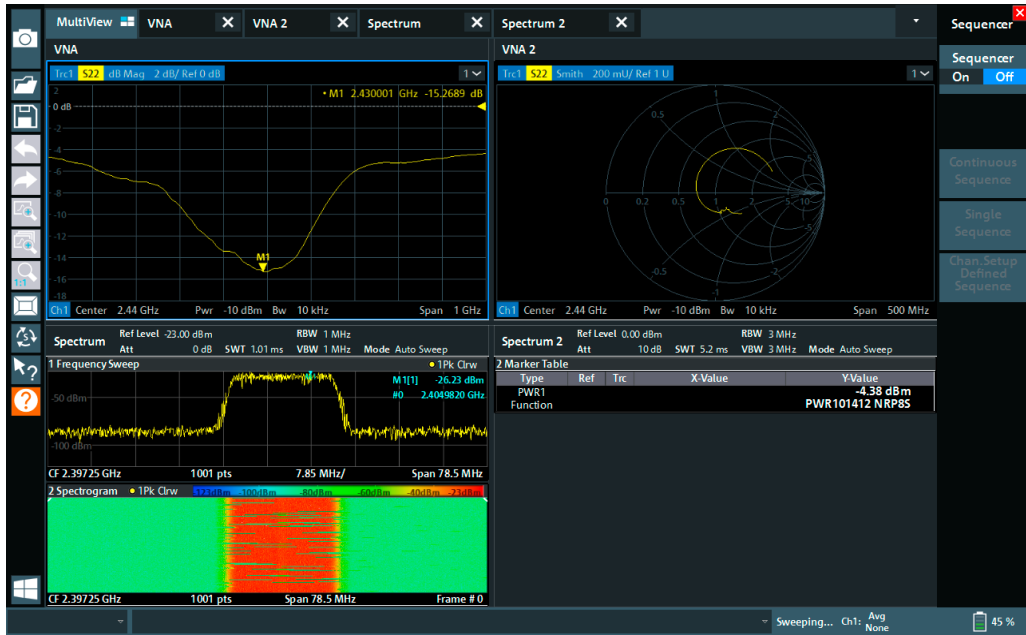 MultiView VNA VNA 2 Spectrum Spectrum 2
Sequencer
VNA
Trc1 S22 dB Mag 2 dB/ Ref 0 dB 1
• M1 2.430001 GHz -15.2689 dB
2
0 dB
-2
-4
-6
-8
-10
-12
-14
-16
-18
M1
Ch1 Center 2.44 GHz Pwr -10 dBm Bw 10 kHz Span 1 GHz
VNA 2
Trc1 S22 Smith 200 mU/ Ref 1 U 1
1
0.5
2
5
0 0.2 0.5 1 2 5 10
-5
-0.5
-2
-1
Ch1 Center 2.44 GHz Pwr -10 dBm Bw 10 kHz Span 500 MHz
Sequencer
On Off
Continuous
Sequence
Single
Sequence
Chan.Setup
Defined
Sequence
1:1
Spectrum
Ref Level -23.00 dBm RBW 1 MHz
Att 0 dB SWT 1.01 ms VBW 1 MHz Mode Auto Sweep
1 Frequency Sweep • 1Pk Clrw
M1[1] -26.23 dBm
#0 2.4049820 GHz
-50 dBm
-100 dBm
CF 2.39725 GHz 1001 pts 7.85 MHz/ Span 78.5 MHz
2 Spectrogram • 1Pk Clrw -123dBm -100dBm -80dBm -60dBm -40dBm -23dBm
CF 2.39725 GHz 1001 pts Span 78.5 MHz Frame # 0
Spectrum 2
Ref Level 0.00 dBm RBW 3 MHz
Att 10 dB SWT 5.2 ms VBW 3 MHz Mode Auto Sweep
2 Marker Table
Type Ref Trc X-Value Y-Value
PWR1 -4.38 dBm
Function PWR101412 NRP8S
Sweeping... Ch1: Avg None 45 %